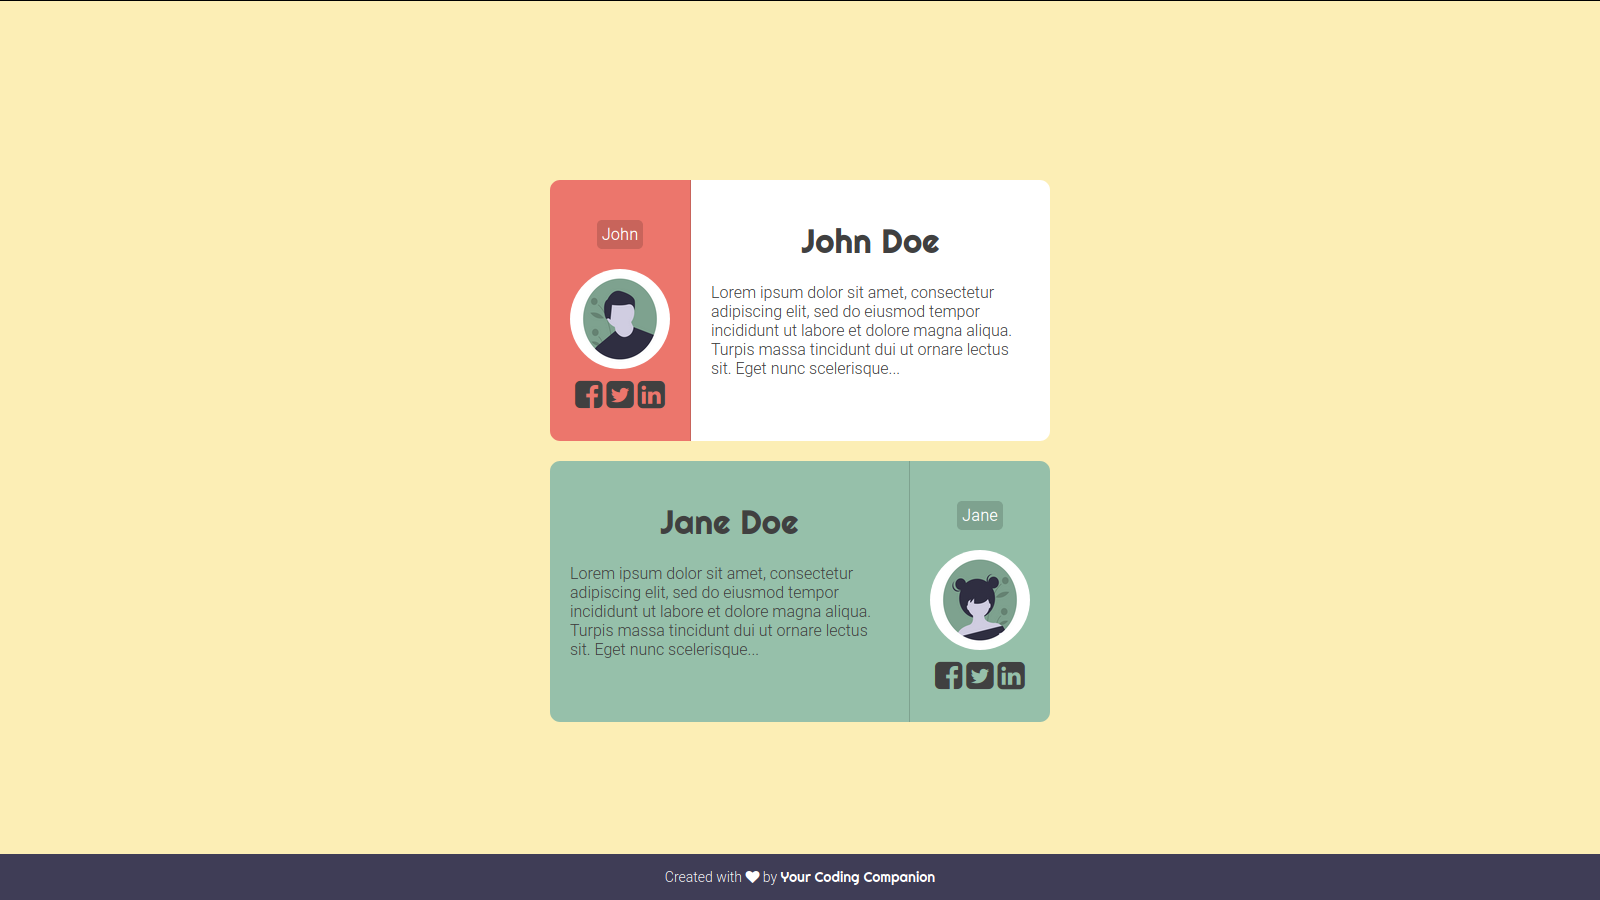 John
John Doe
Lorem ipsum dolor sit amet, consectetur
adipiscing elit, sed do eiusmod tempor
incididunt ut labore et dolore magna aliqua.
Turpis massa tincidunt dui ut ornare lectus
sit. Eget nunc scelerisque...
Jane Doe
Lorem ipsum dolor sit amet, consectetur
adipiscing elit, sed do eiusmod tempor
incididunt ut labore et dolore magna aliqua.
Turpis massa tincidunt dui ut ornare lectus
sit. Eget nunc scelerisque...
Jane
Created with ♥ by Your Coding Companion